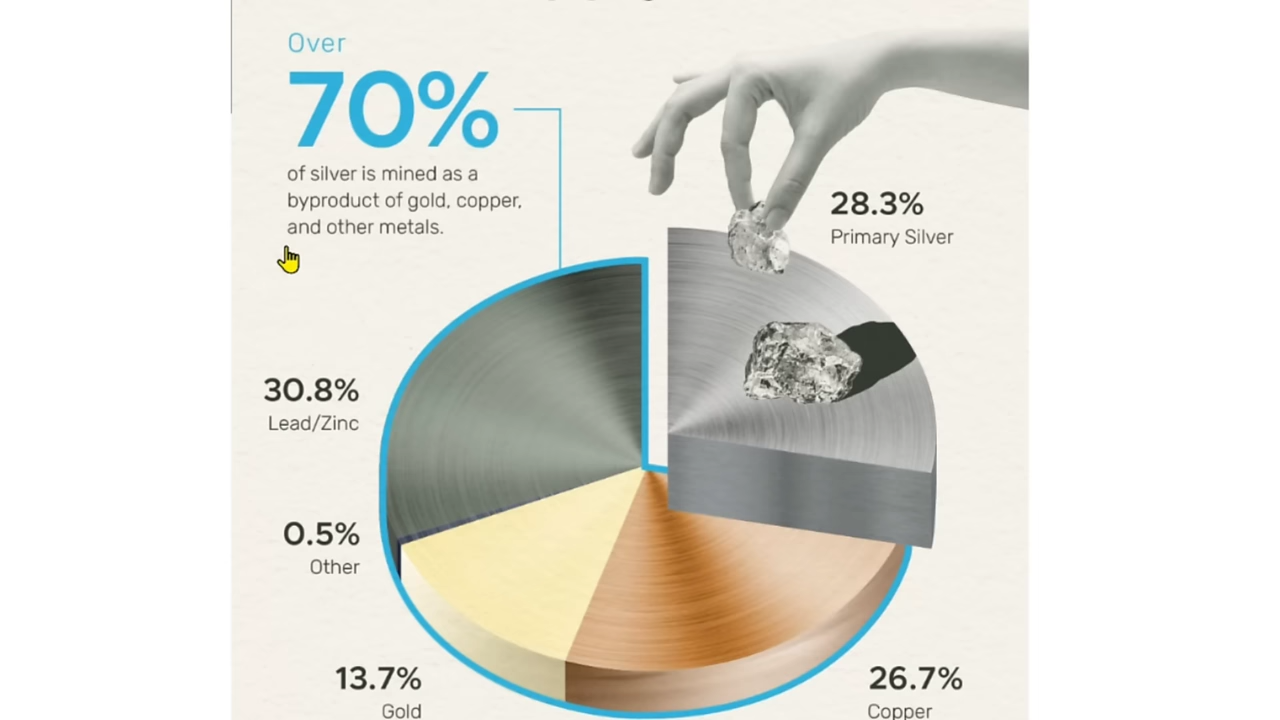 Over
70%
of silver is mined as a
byproduct of gold, copper,
and other metals.
28.3%
Primary Silver
30.8%
Lead/Zinc
0.5%
Other
13.7%
Gold
26.7%
Copper